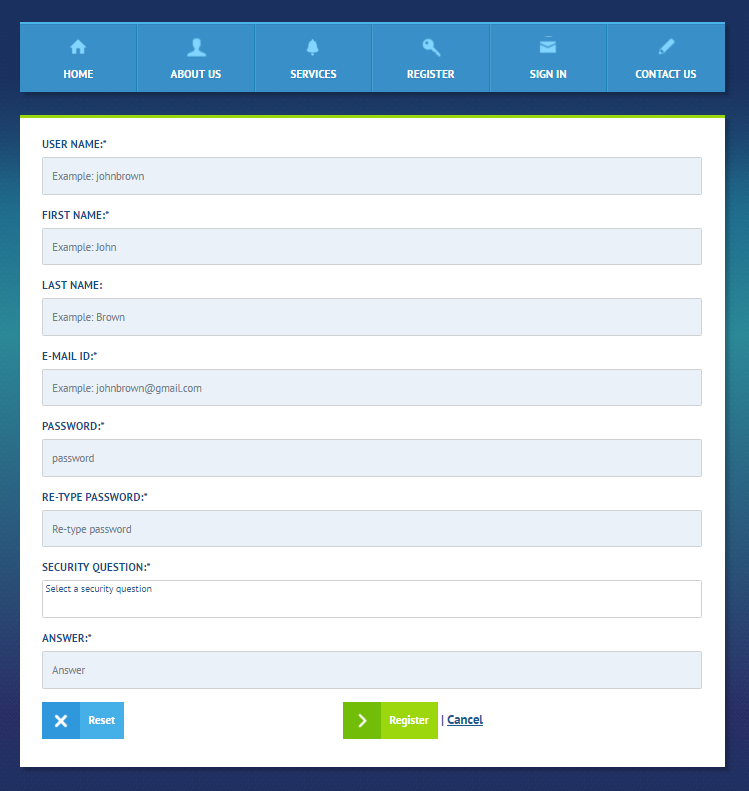 HOME ABOUT US SERVICES REGISTER SIGN IN CONTACT US
USER NAME:*
Example: johnbrown
FIRST NAME:*
Example: John
LAST NAME:
Example: Brown
E-MAIL ID:*
Example: johnbrown@gmail.com
PASSWORD:*
password
RE-TYPE PASSWORD:*
Re-type password
SECURITY QUESTION:*
Select a security question
ANSWER:*
Answer
Reset Register | Cancel